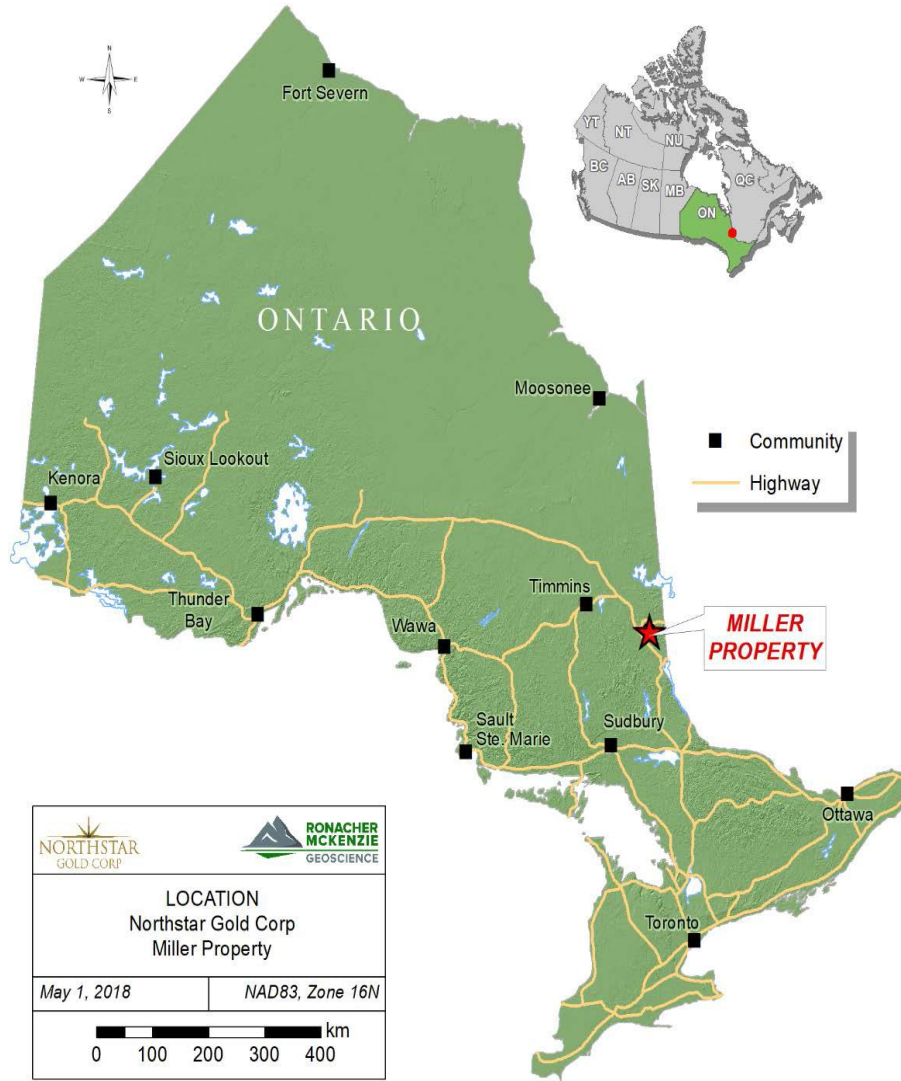 N
W
E
S
Fort Severn
YT
NT
NU
BC
AB
SK
MB
ON
QC
ONTARIO
Moosonee
Community
Highway
Sioux Lookout
Kenora
Thunder
Bay
Timmins
Wawa
MILLER
PROPERTY
Sault
Ste. Marie
Sudbury
Ottawa
Toronto
NORTHSTAR
GOLD CORP
RONACHER
MCKENZIE
GEOSCIENCE
LOCATION
Northstar Gold Corp
Miller Property
May 1, 2018
NAD83, Zone 16N
km
0 100 200 300 400